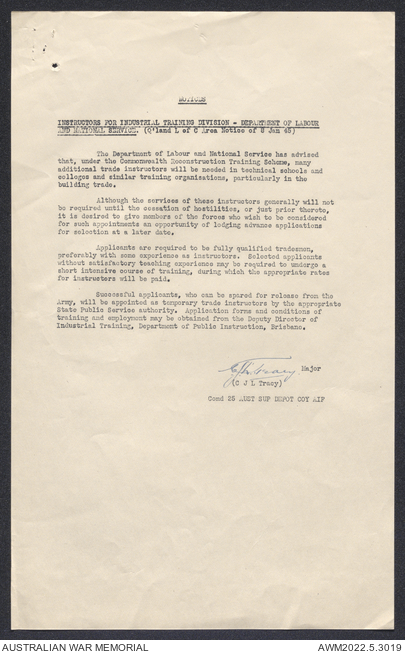 NOTICES
INSTRUCTORS FOR INDUSTRIAL TRAINING DIVISION - DEPARTMENT OF LABOUR
AND NATIONAL SERVICE. (Q'land L of C Area Notice of 8 Jan 45)
The Department of Labour and National Service has advised
that, under the Commonwealth Reconstruction Training Scheme, many
additional trade instructors will be needed in technical schools and
colleges and similar training organisations, particularly in the
building trade.
Although the services of these instructors generally will not
be required until the cessation of hostilities, or just prior thereto,
it is desired to give members of the forces who wish to be considered
for such appointments an opportunity of lodging advance applications
for selection at a later date.
Applicants are required to be fully qualified tradesmen,
preferably with some experience as instructors. Selected applicants
without satisfactory teaching experience may be required to undergo a
short intensive course of training, during which the appropriate rates
for instructors will be paid.
Successful applicants, who can be spared for release from the
Army, will be appointed as temporary trade instructors by the appropriate
State Public Service authority. Application forms and conditions of
training and employment may be obtained from the Deputy Director of
Industrial Training, Department of Public Instruction, Brisbane.
CJL Tracy Major
(C J L Tracy)
Comd 26 AUST SUP DEPOT COY AIF
AUSTRALIAN WAR MEMORIAL
AWM2022.5.3019